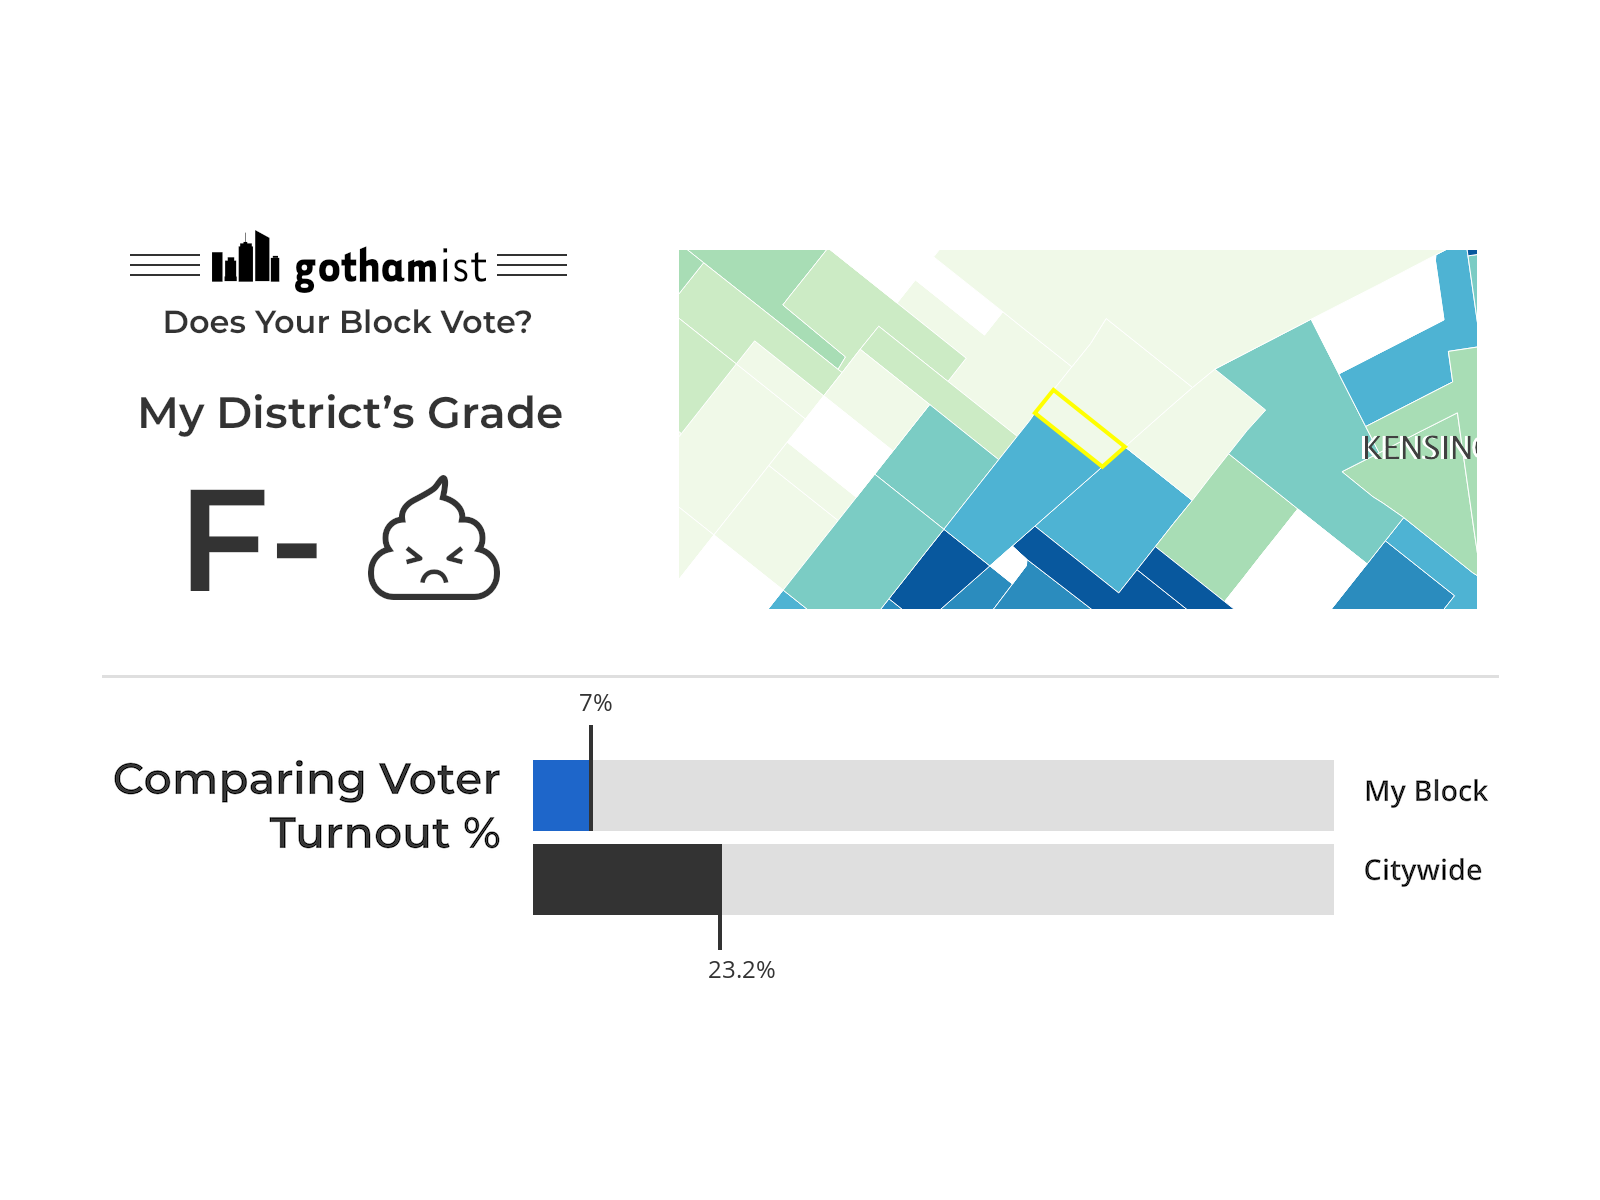 gothamist
Does Your Block Vote?
My District’s Grade
F-
KENSIN
7%
Comparing Voter
Turnout %
My Block
Citywide
23.2%